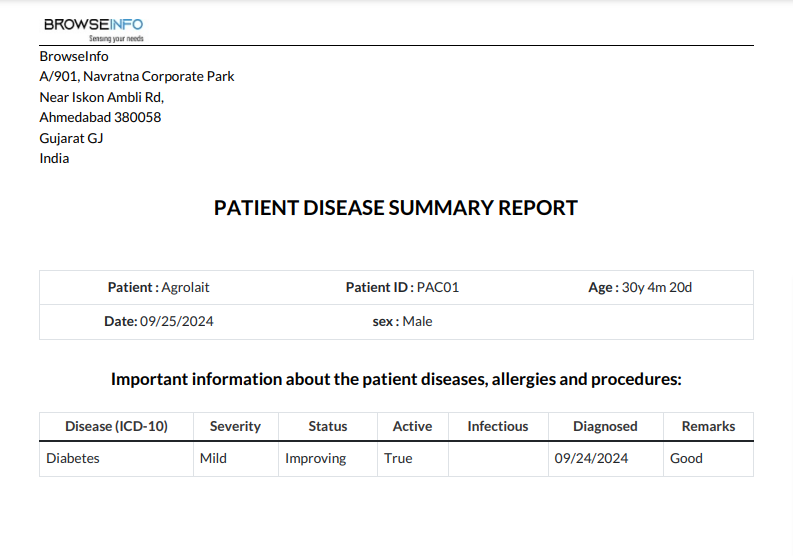 BROWSEINFO
Sensing your needs
BrowseInfo
A/901, Navratna Corporate Park
Near Iskon Ambli Rd,
Ahmedabad 380058
Gujarat GJ
India
PATIENT DISEASE SUMMARY REPORT
Patient : Agrolait Patient ID : PAC01 Age : 30y 4m 20d
Date: 09/25/2024 sex : Male
Important information about the patient diseases, allergies and procedures:
Disease (ICD-10) Severity Status Active Infectious Diagnosed Remarks
Diabetes Mild Improving True 09/24/2024 Good